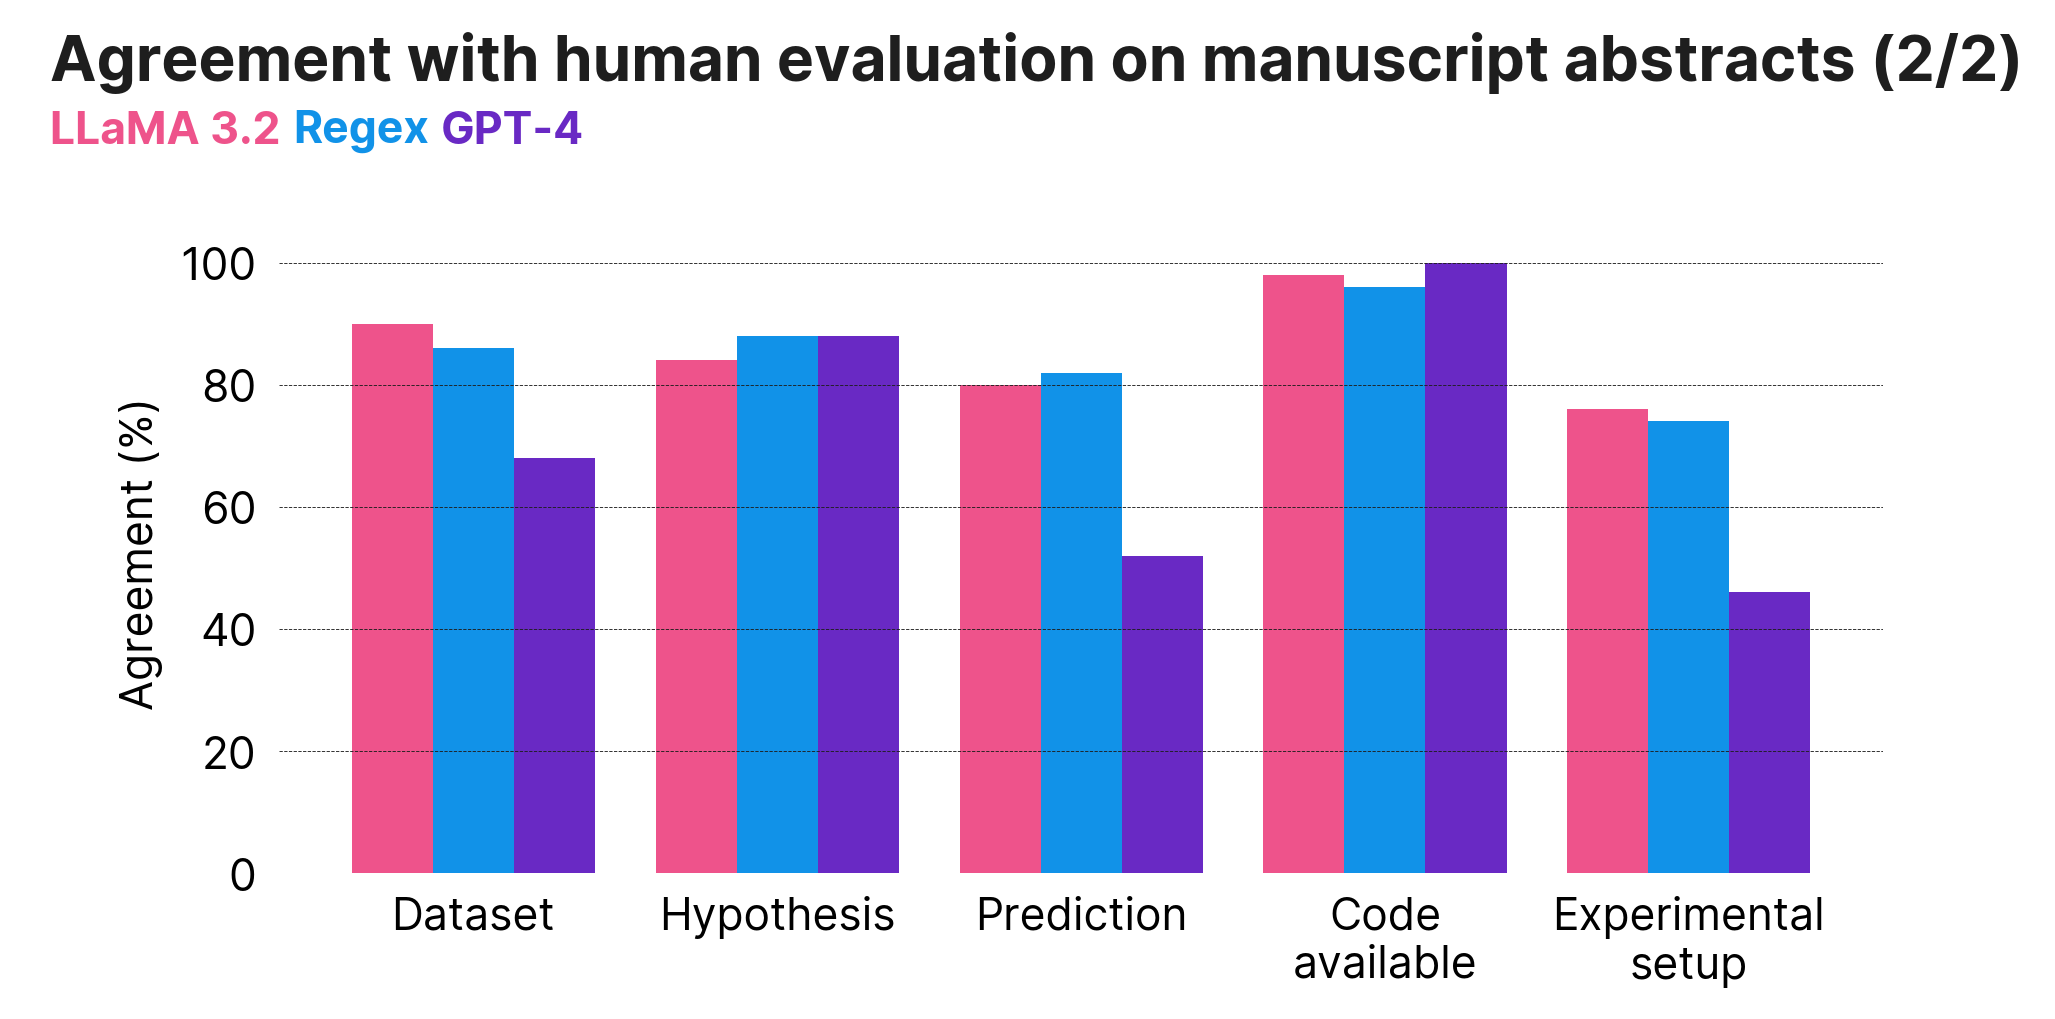 Agreement with human evaluation on manuscript abstracts (2/2)
LLaMA 3.2 Regex GPT-4
Agreement (%)
100
80
60
40
20
0
Dataset
Hypothesis
Prediction
Code
available
Experimental
setup